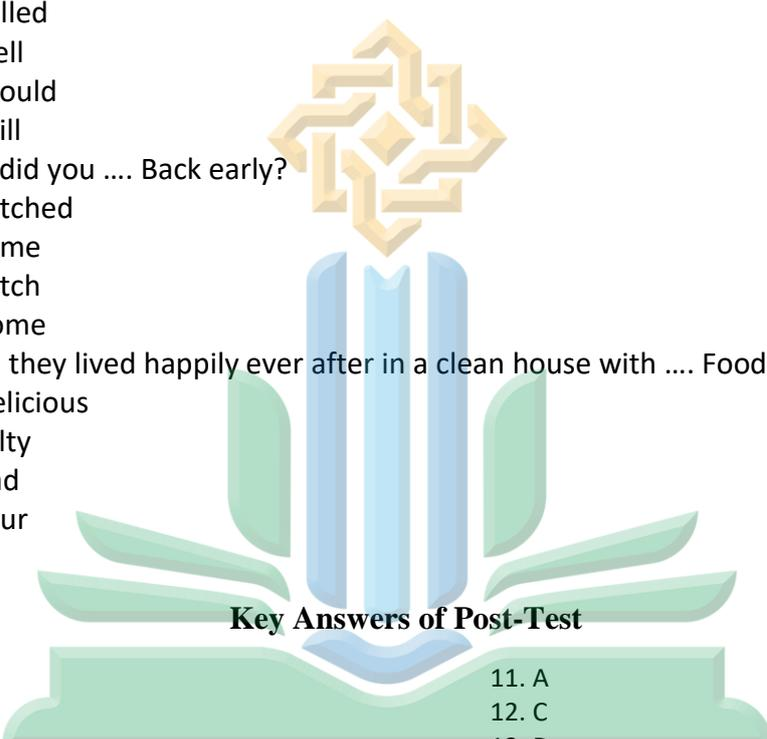 lled
ell
ould
ill
did you .... Back early?
tched
me
tch
ome
they lived happily ever after in a clean house with .... Food
elicious
lty
ur
Key Answers of Post-Test
11. A
12. C